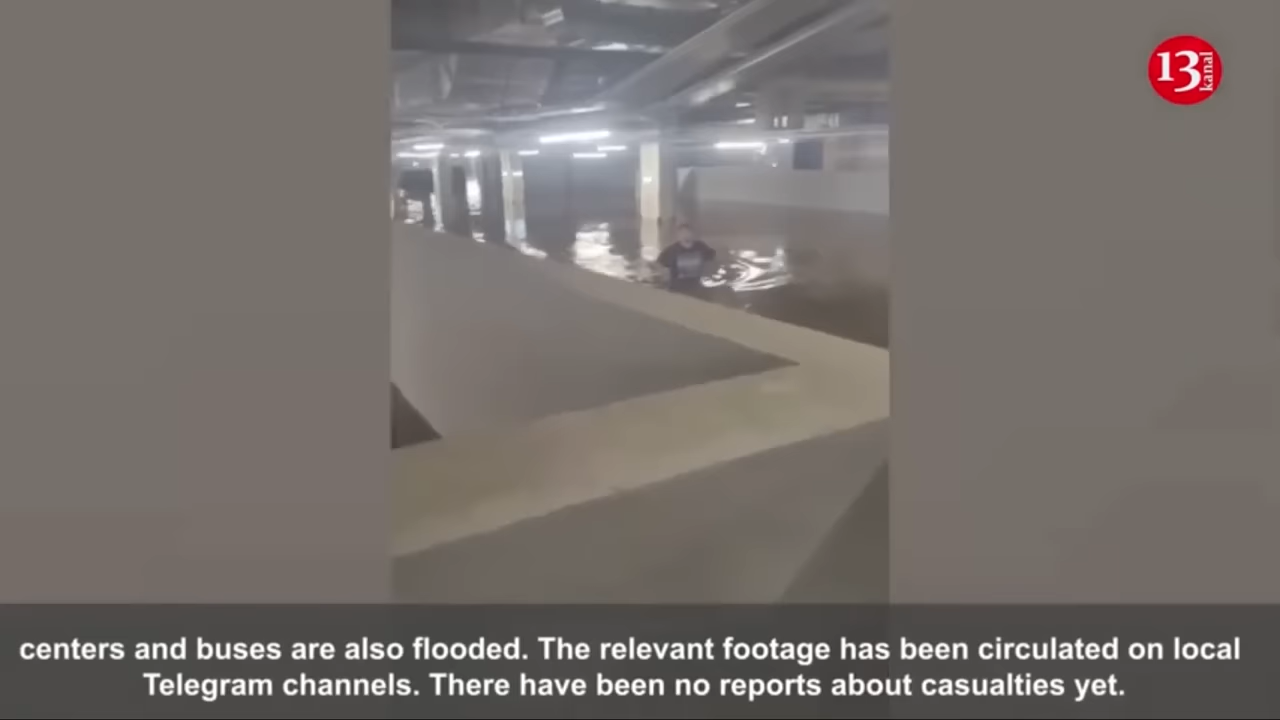 13 kanal
centers and buses are also flooded. The relevant footage has been circulated on local
Telegram channels. There have been no reports about casualties yet.